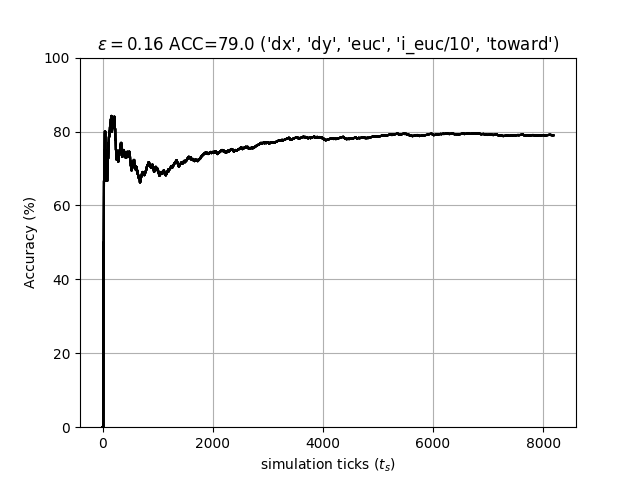 ε = 0.16 ACC=79.0 ('dx', 'dy', 'euc', 'i_euc/10', 'toward')
100
80
60
40
20
0
Accuracy (%)
0 2000 4000 6000 8000
simulation ticks (t_s)